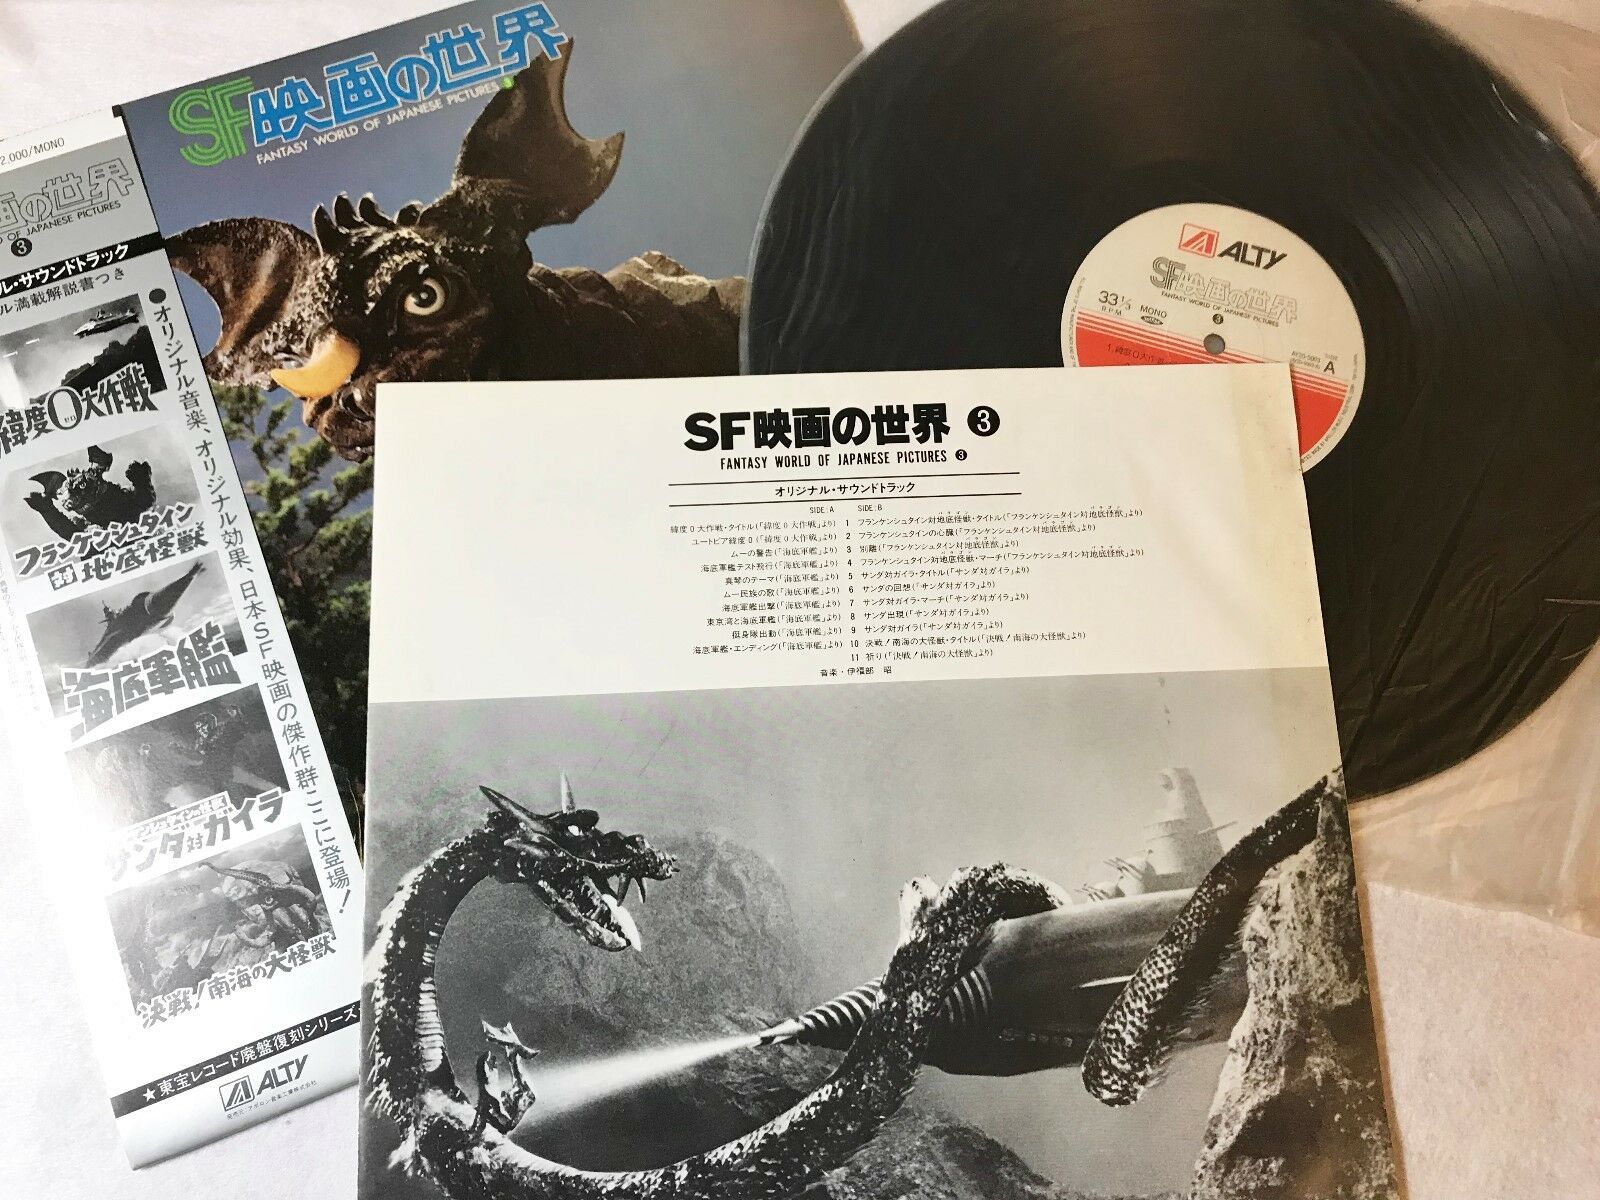 SF映画の世界
FANTASY WORLD OF JAPANESE PICTURES 3
2,000/MONO
画の世界
OF JAPANESE PICTURES
3
ル・サウンドトラック
ル満載解説書つき
●オリジナル音楽、オリジナル効果、日本SF映画の傑作群ここに登場!
緯度0大作戦
フランケンシュタイン
対地底怪獣
海底軍艦
サンダ対ガイラ
決戦!南海の大怪獣
★東宝レコード廃盤復刻シリーズ
ALTY
発売元・アポロン音楽工業株式会社
ALTY
SF映画の世界
FANTASY WORLD OF JAPANESE PICTURES
3
33 1/3
R.P.M.
MONO
SIDE
A
SF映画の世界 3
FANTASY WORLD OF JAPANESE PICTURES 3
オリジナル・サウンドトラック
SIDE:A
緯度0大作戦・タイトル(「緯度0大作戦」より) 1
ユートピア緯度0(「緯度0大作戦」より) 2
ムーの警告(「海底軍艦」より) 3
海底軍艦テスト飛行(「海底軍艦」より) 4
真琴のテーマ(「海底軍艦」より) 5
ムー民族の歌(「海底軍艦」より) 6
海底軍艦出撃(「海底軍艦」より) 7
東京湾と海底軍艦(「海底軍艦」より) 8
挺身隊出動(「海底軍艦」より) 9
海底軍艦・エンディング(「海底軍艦」より) 10
SIDE:B
フランケンシュタイン対地底怪獣・タイトル(「フランケンシュタイン対地底怪獣」より)
フランケンシュタインの心臓(「フランケンシュタイン対地底怪獣」より)
別離(「フランケンシュタイン対地底怪獣」より)
フランケンシュタイン対地底怪獣・マーチ(「フランケンシュタイン対地底怪獣」より)
サンダ対ガイラ・タイトル(「サンダ対ガイラ」より)
サンダの回想(「サンダ対ガイラ」より)
サンダ対ガイラ・マーチ(「サンダ対ガイラ」より)
サンダ出現(「サンダ対ガイラ」より)
サンダ対ガイラ(「サンダ対ガイラ」より)
決戦!南海の大怪獣・タイトル(「決戦!南海の大怪獣」より)
11 祈り(「決戦!南海の大怪獣」より)
音楽・伊福部 昭